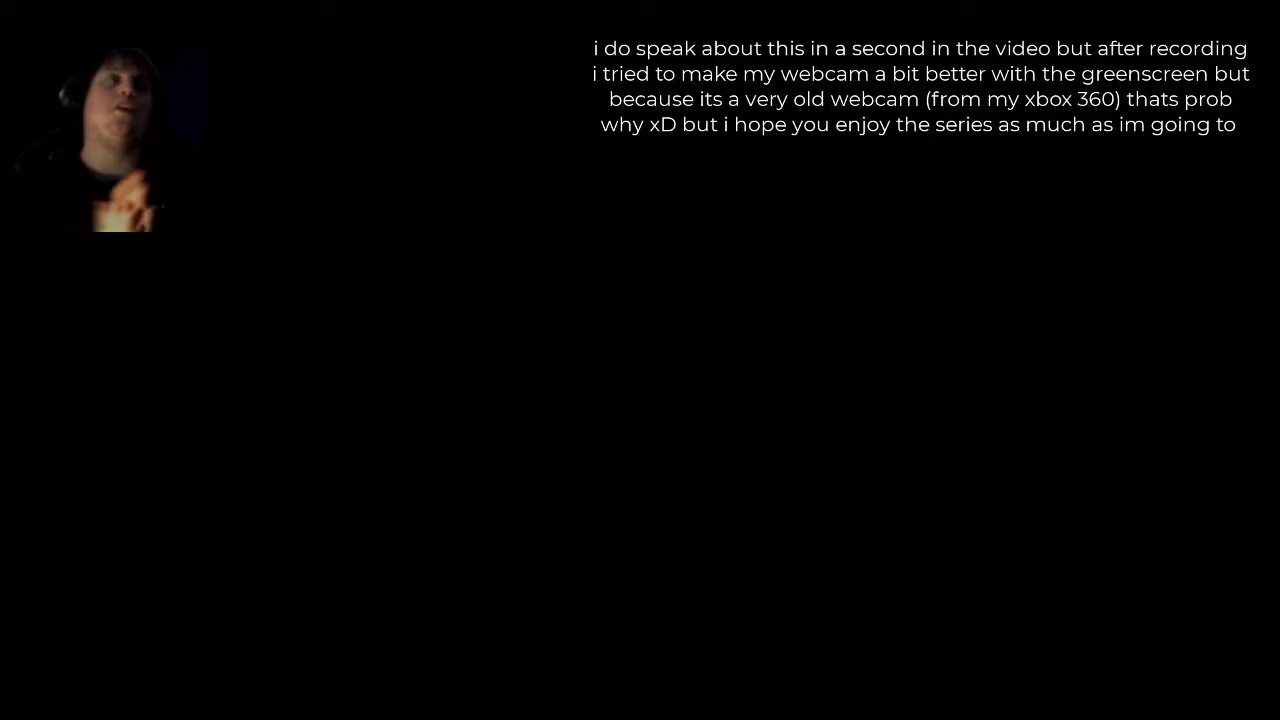 i do speak about this in a second in the video but after recording
i tried to make my webcam a bit better with the greenscreen but
because its a very old webcam (from my xbox 360) thats prob
why xD but i hope you enjoy the series as much as im going to